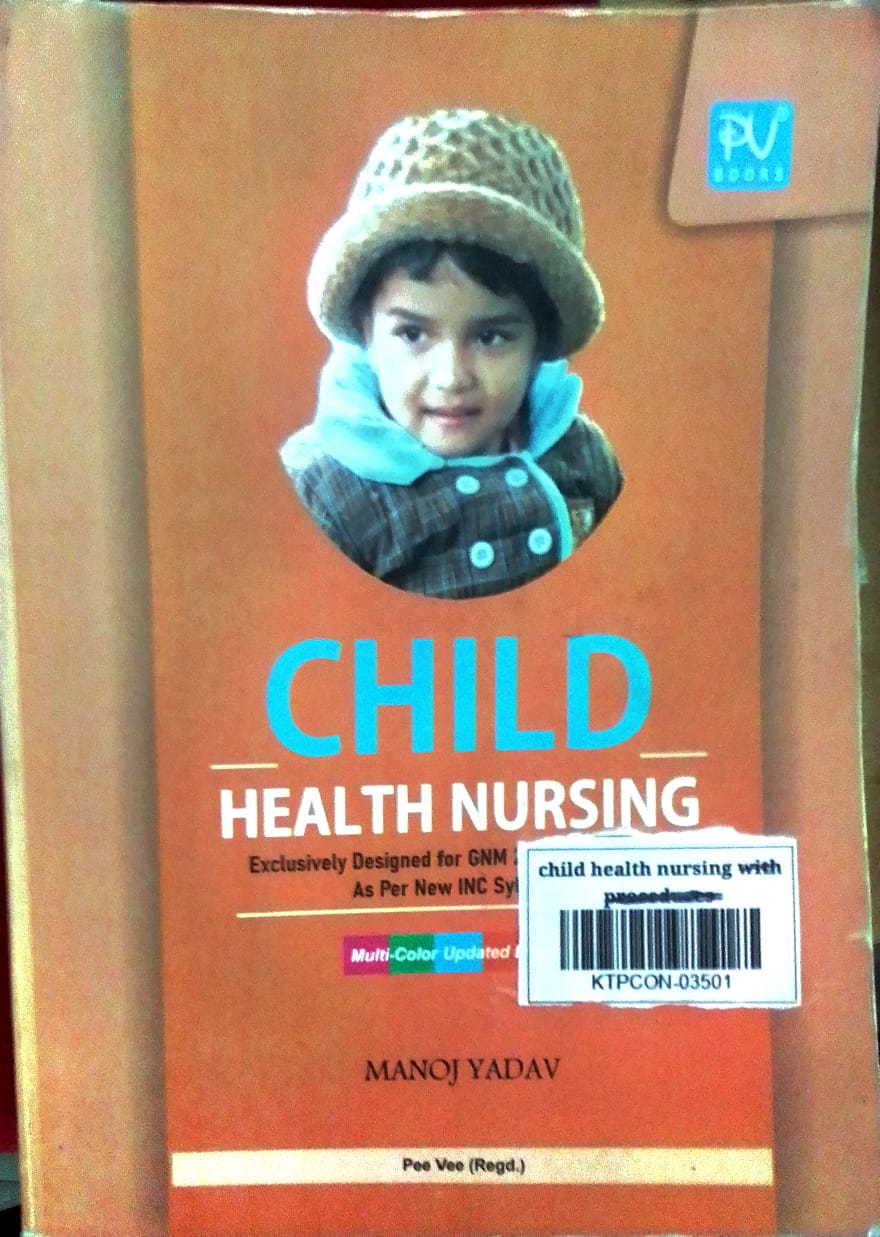 PV
BOOKS
CHILD
HEALTH NURSING
Exclusively Designed for GNM
As Per New INC
Multi-Color Updated
child health nursing with
procedures
KTPCON-03501
MANOJ YADAV
Pee Vee (Regd.)